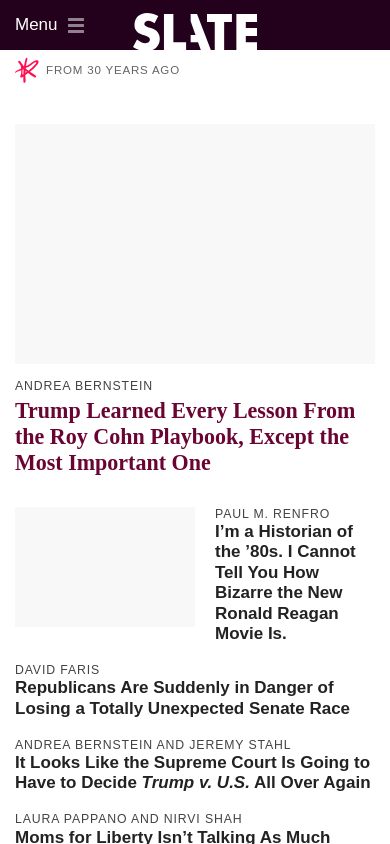 Menu
SLATE
FROM 30 YEARS AGO
ANDREA BERNSTEIN
Trump Learned Every Lesson From
the Roy Cohn Playbook, Except the
Most Important One
PAUL M. RENFRO
I’m a Historian of
the ’80s. I Cannot
Tell You How
Bizarre the New
Ronald Reagan
Movie Is.
DAVID FARIS
Republicans Are Suddenly in Danger of
Losing a Totally Unexpected Senate Race
ANDREA BERNSTEIN AND JEREMY STAHL
It Looks Like the Supreme Court Is Going to
Have to Decide Trump v. U.S. All Over Again
LAURA PAPPANO AND NIRVI SHAH
Moms for Liberty Isn’t Talking As Much